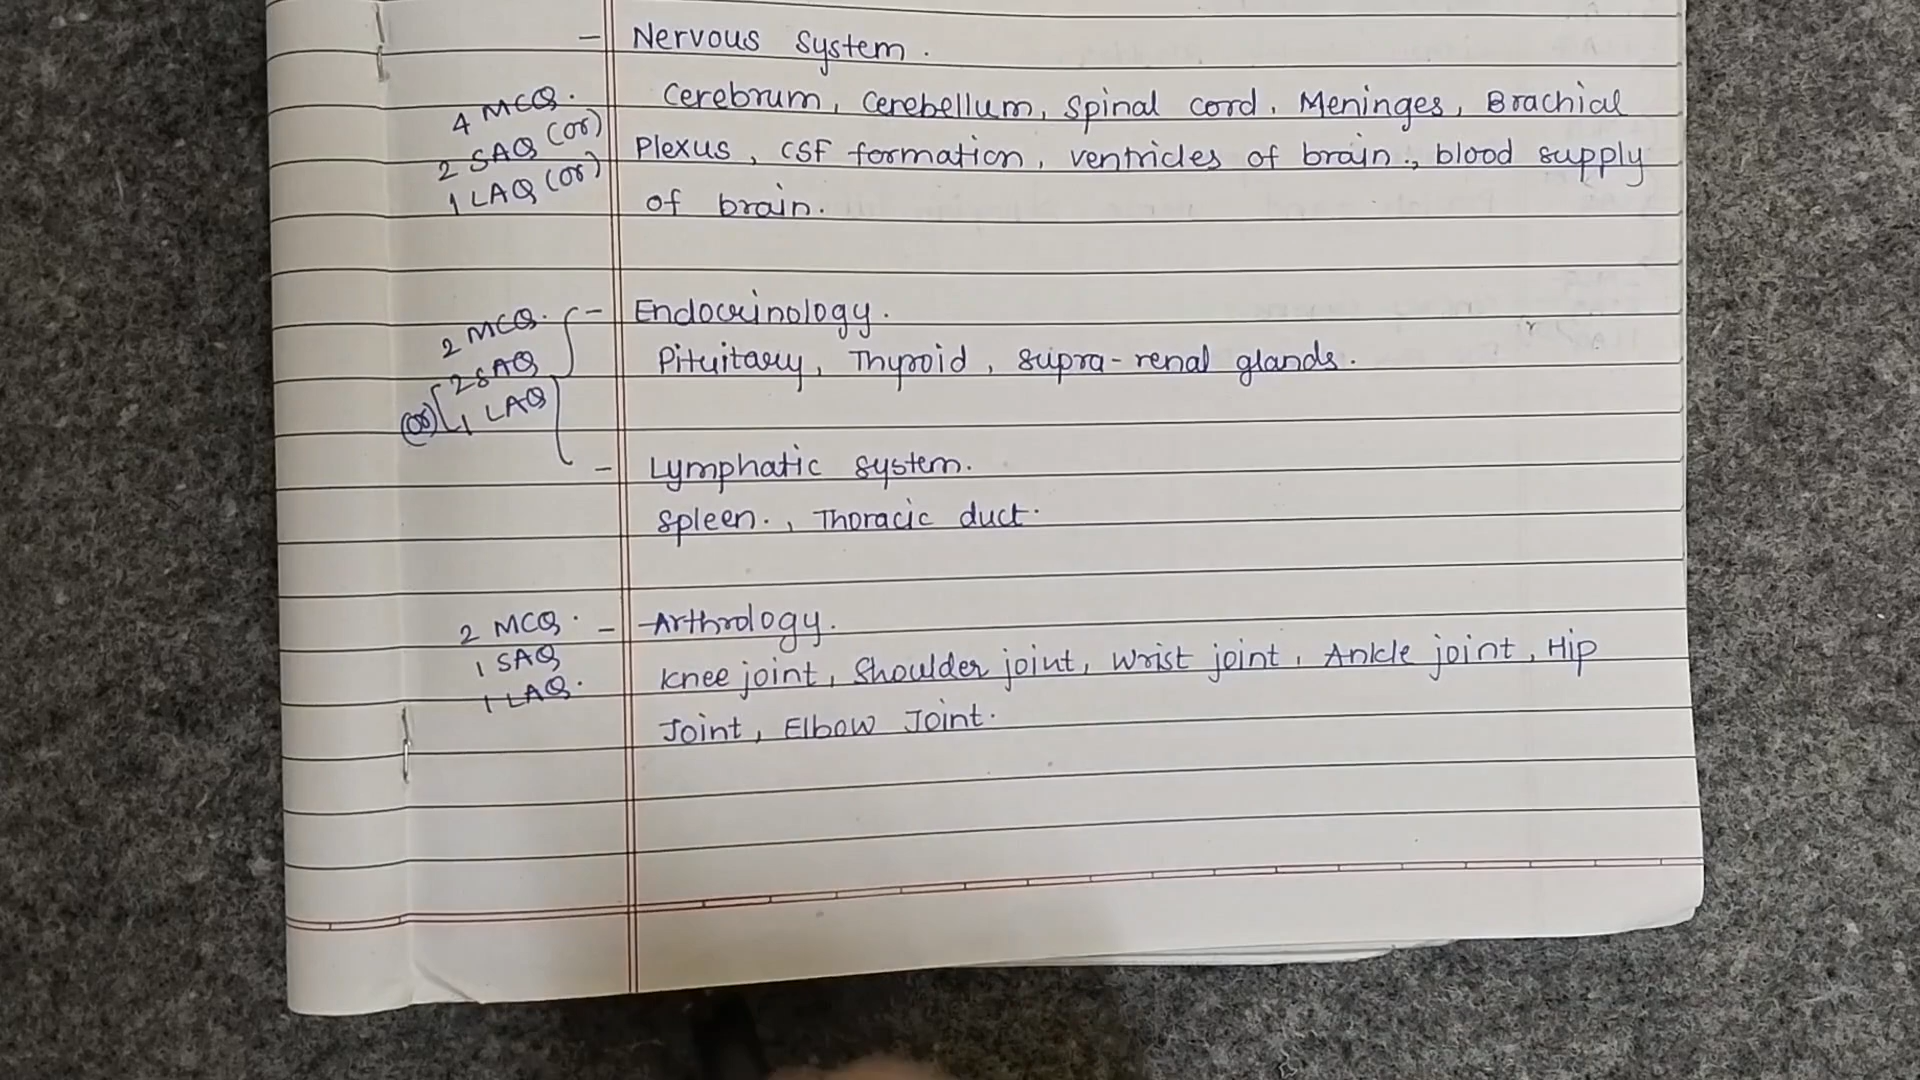 - Nervous system.
4 MCQ.
2 SAQ (or)
1 LAQ (or)
Cerebrum, Cerebellum, spinal cord, Meninges, Brachial
Plexus, CSF formation, ventricles of brain., blood supply
of brain.
2 MCQ.
2 SAQ
(or) 1 LAQ
- Endocrinology.
Pituitary, Thyroid, supra-renal glands.
- Lymphatic system.
spleen., Thoracic duct.
2 MCQ.
1 SAQ
1 LAQ.
- Arthrology.
Knee joint, Shoulder joint, Wrist joint, Ankle joint, Hip
Joint, Elbow Joint.